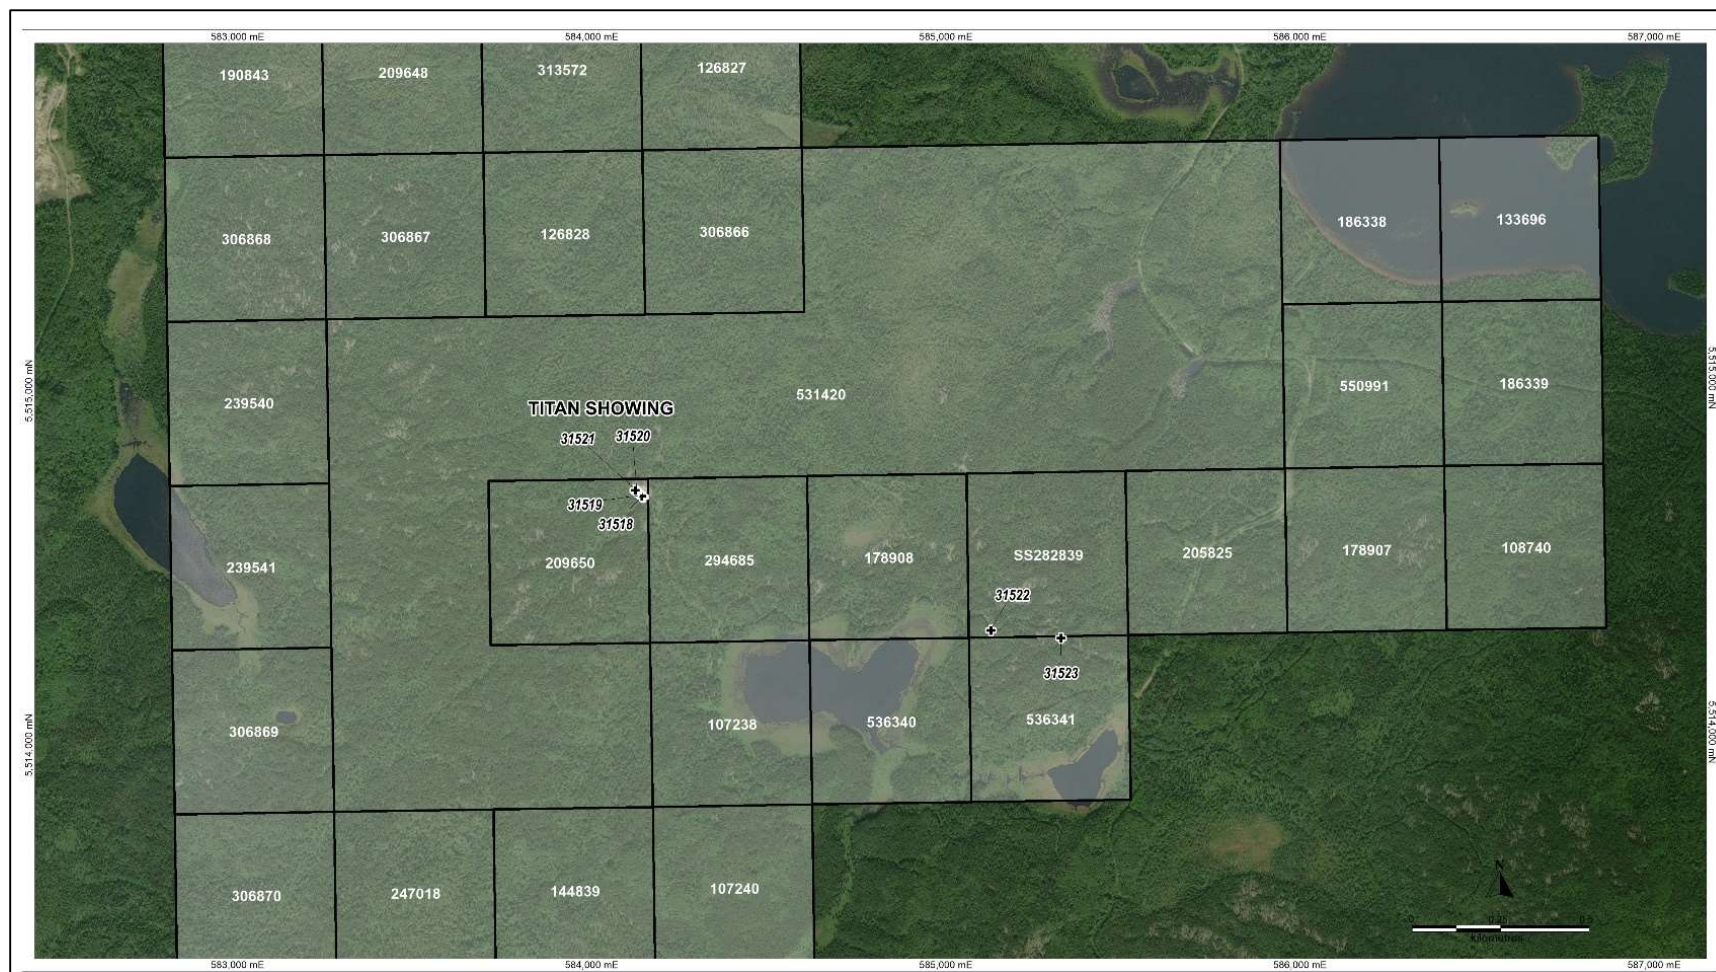 583,000 mE 584,000 mE 585,000 mE 586,000 mE 587,000 mE
190843 209648 313572 126827
306868 306867 126828 306866 186338 133696
5,515,000 mN 239540 531420 550991 186339 5,515,000 mN
TITAN SHOWING
31521 31520
31519
31518
239541 209650 294685 178908 SS282839 205825 178907 108740
31522
31523
5,514,000 mN 306869 107238 536340 536341 5,514,000 mN
306870 247018 144839 107240
N
0 0.25 0.5
Kilometres
583,000 mE 584,000 mE 585,000 mE 586,000 mE 587,000 mE